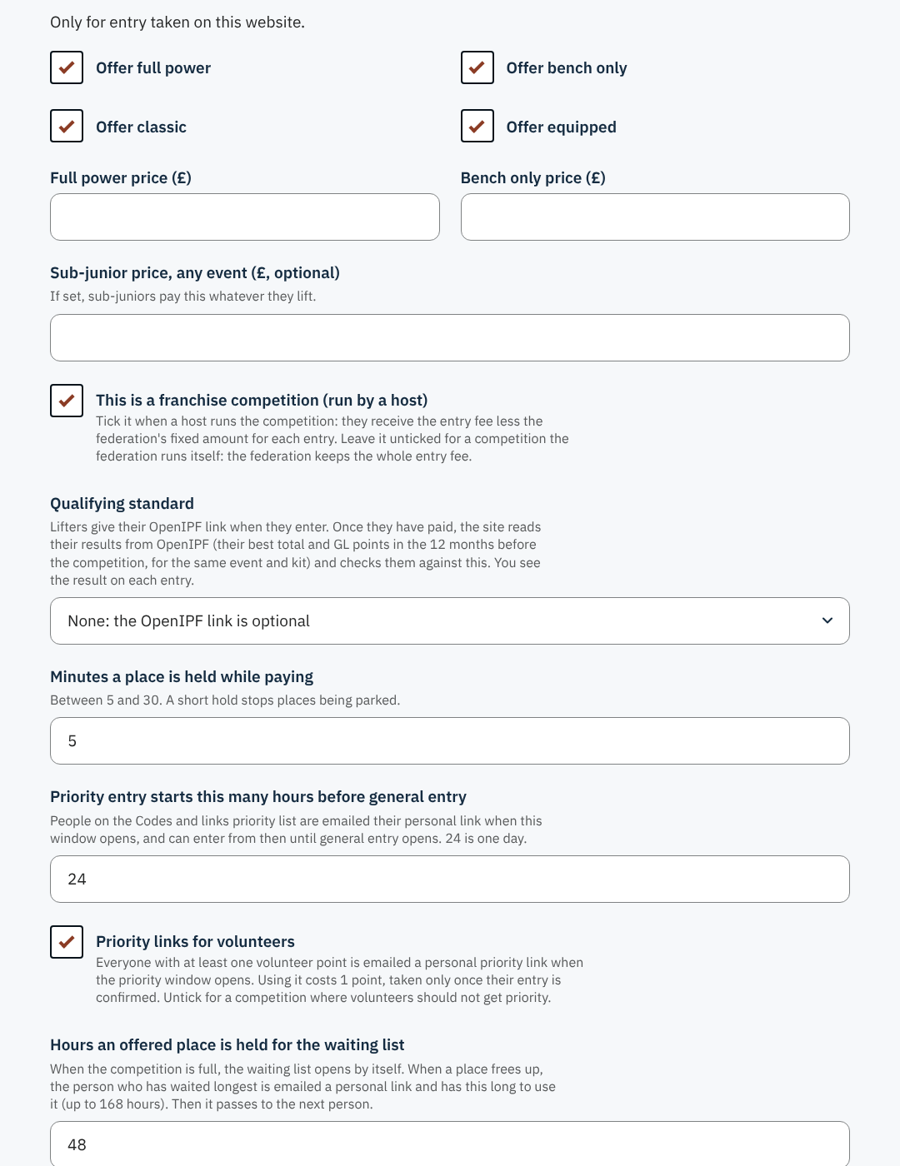 Only for entry taken on this website.
Offer full power
Offer bench only
Offer classic
Offer equipped
Full power price (£)
Bench only price (£)
Sub-junior price, any event (£, optional)
If set, sub-juniors pay this whatever they lift.
This is a franchise competition (run by a host)
Tick it when a host runs the competition: they receive the entry fee less the
federation's fixed amount for each entry. Leave it unticked for a competition the
federation runs itself: the federation keeps the whole entry fee.
Qualifying standard
Lifters give their OpenIPF link when they enter. Once they have paid, the site reads
their results from OpenIPF (their best total and GL points in the 12 months before
the competition, for the same event and kit) and checks them against this. You see
the result on each entry.
None: the OpenIPF link is optional
Minutes a place is held while paying
Between 5 and 30. A short hold stops places being parked.
5
Priority entry starts this many hours before general entry
People on the Codes and links priority list are emailed their personal link when this
window opens, and can enter from then until general entry opens. 24 is one day.
24
Priority links for volunteers
Everyone with at least one volunteer point is emailed a personal priority link when
the priority window opens. Using it costs 1 point, taken only once their entry is
confirmed. Untick for a competition where volunteers should not get priority.
Hours an offered place is held for the waiting list
When the competition is full, the waiting list opens by itself. When a place frees up,
the person who has waited longest is emailed a personal link and has this long to use
it (up to 168 hours). Then it passes to the next person.
48